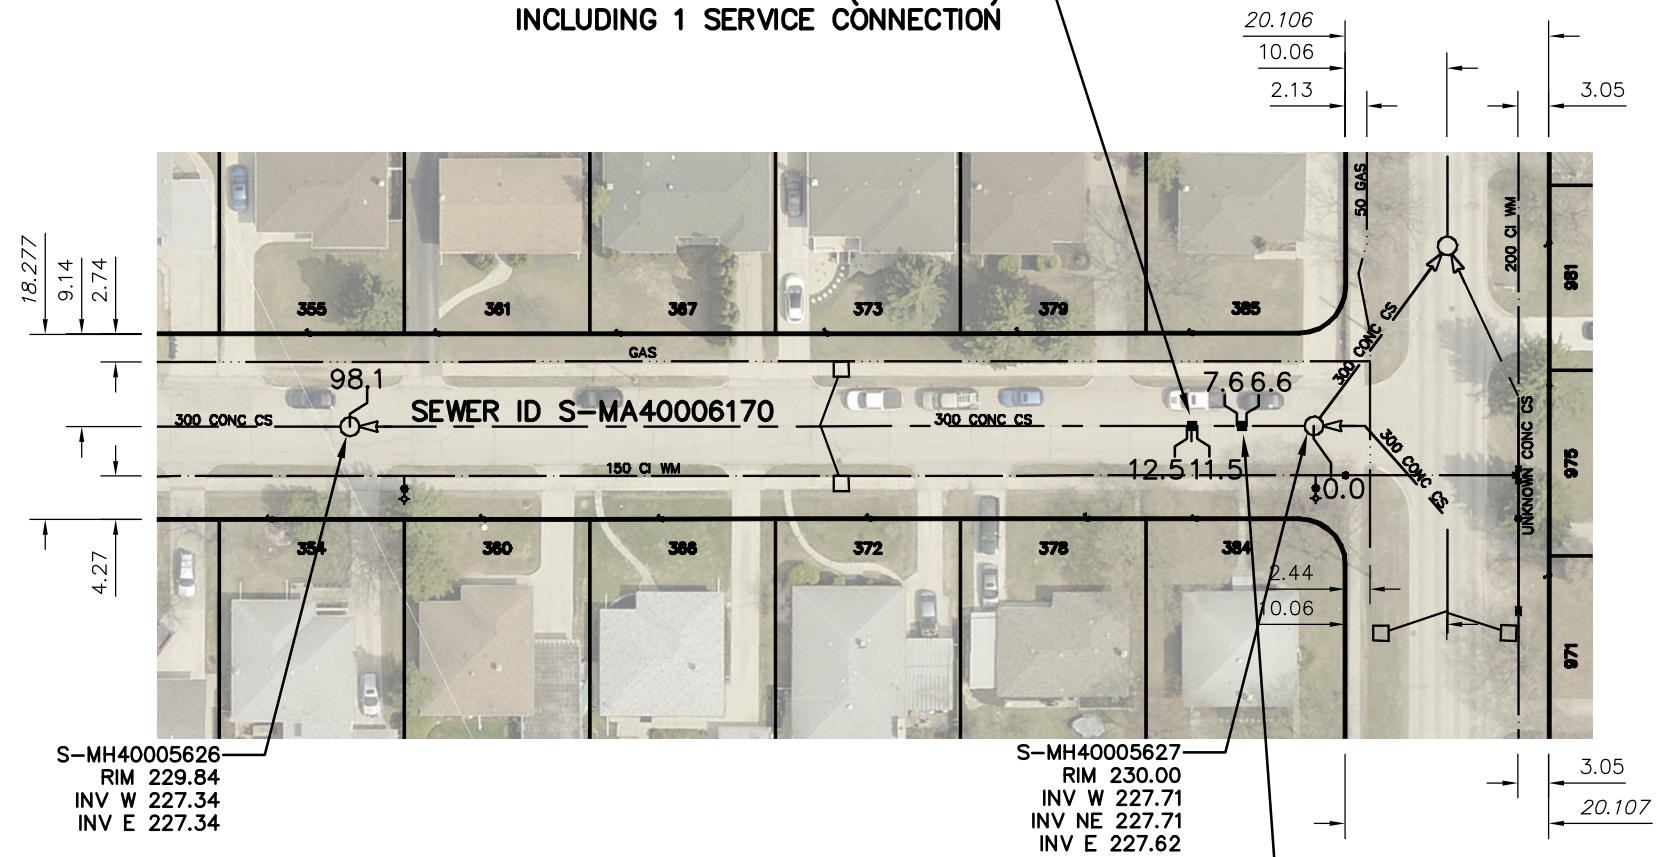 INCLUDING 1 SERVICE CONNECTION
20.106
10.06
2.13
3.05
18.277
9.14
2.74
4.27
355
361
367
373
379
385
50 GAS
200 CI WM
981
GAS
98.1
300 CONC CS
SEWER ID S-MA40006170
300 CONC CS
7.6 6.6
12.5 11.5
0.0
300 CONC CS
300 CONC CS
UNKNOWN CONC CS
975
150 CI WM
354
360
366
372
378
384
2.44
10.06
971
S-MH40005626
RIM 229.84
INV W 227.34
INV E 227.34
S-MH40005627
RIM 230.00
INV W 227.71
INV NE 227.71
INV E 227.62
3.05
20.107